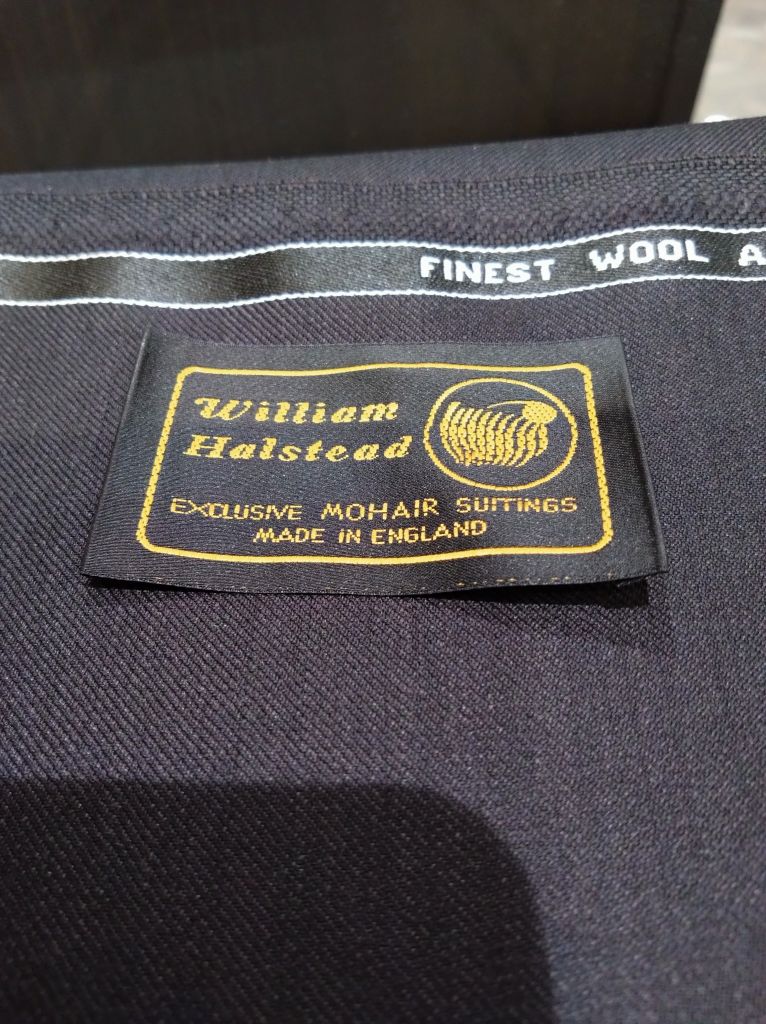 FINEST WOOL A
William
Halstead
EXCLUSIVE MOHAIR SUITINGS
MADE IN ENGLAND